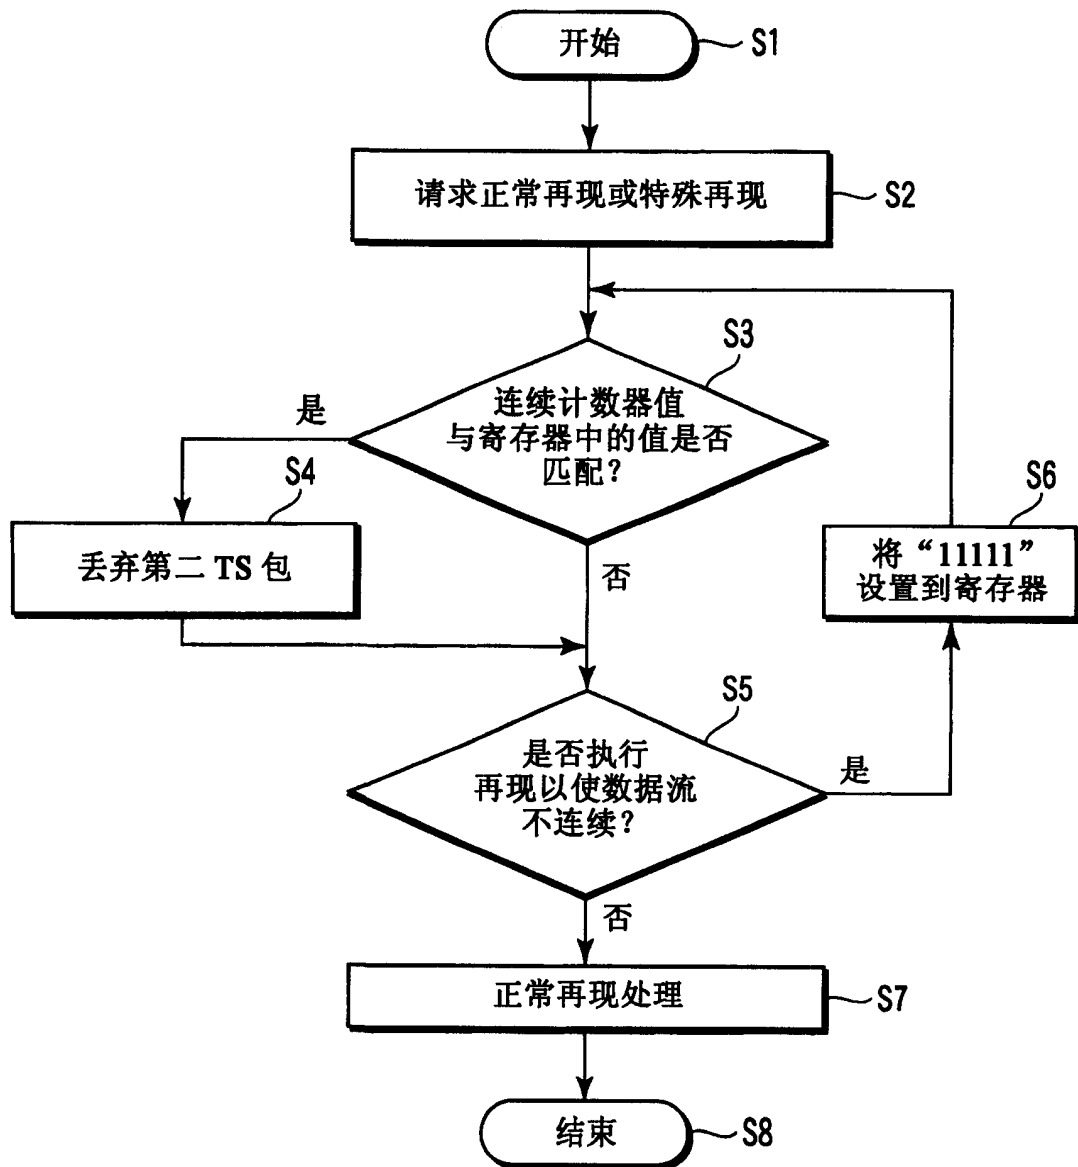 开始
S1
请求正常再现或特殊再现
S2
S3
连续计数器值
与寄存器中的值是否
匹配？
是
S4
丢弃第二 TS 包
否
S6
将“11111”
设置到寄存器
S5
是否执行
再现以使数据流
不连续？
是
否
正常再现处理
S7
结束
S8